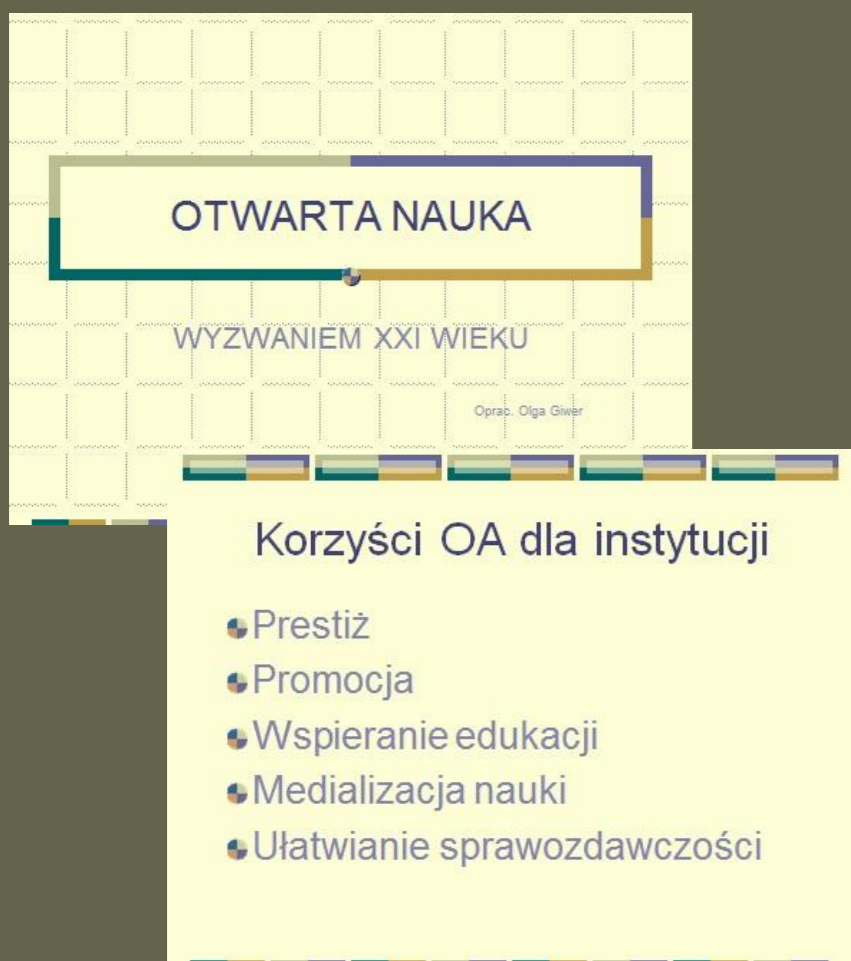 OTWARTA NAUKA
WYZWANIEM XXI WIEKU
Oprac. Olga Giwer
Korzyści OA dla instytucji
Prestiż
Promocja
Wspieranie edukacji
Medializacja nauki
Ułatwianie sprawozdawczości